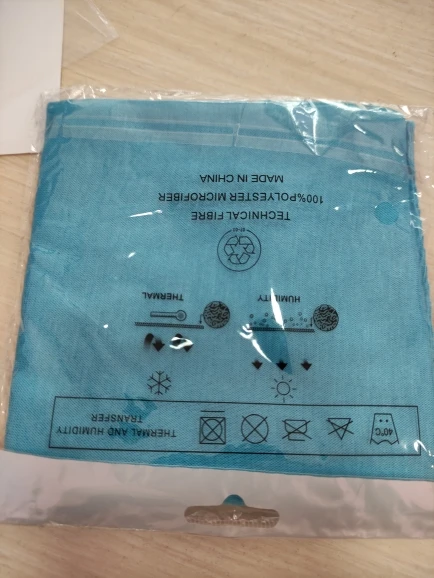 40°C
THERMAL AND HUMIDITY
TRANSFER
HUMIDITY
THERMAL
TECHNICAL FIBRE
100%POLYESTER MICROFIBER
MADE IN CHINA